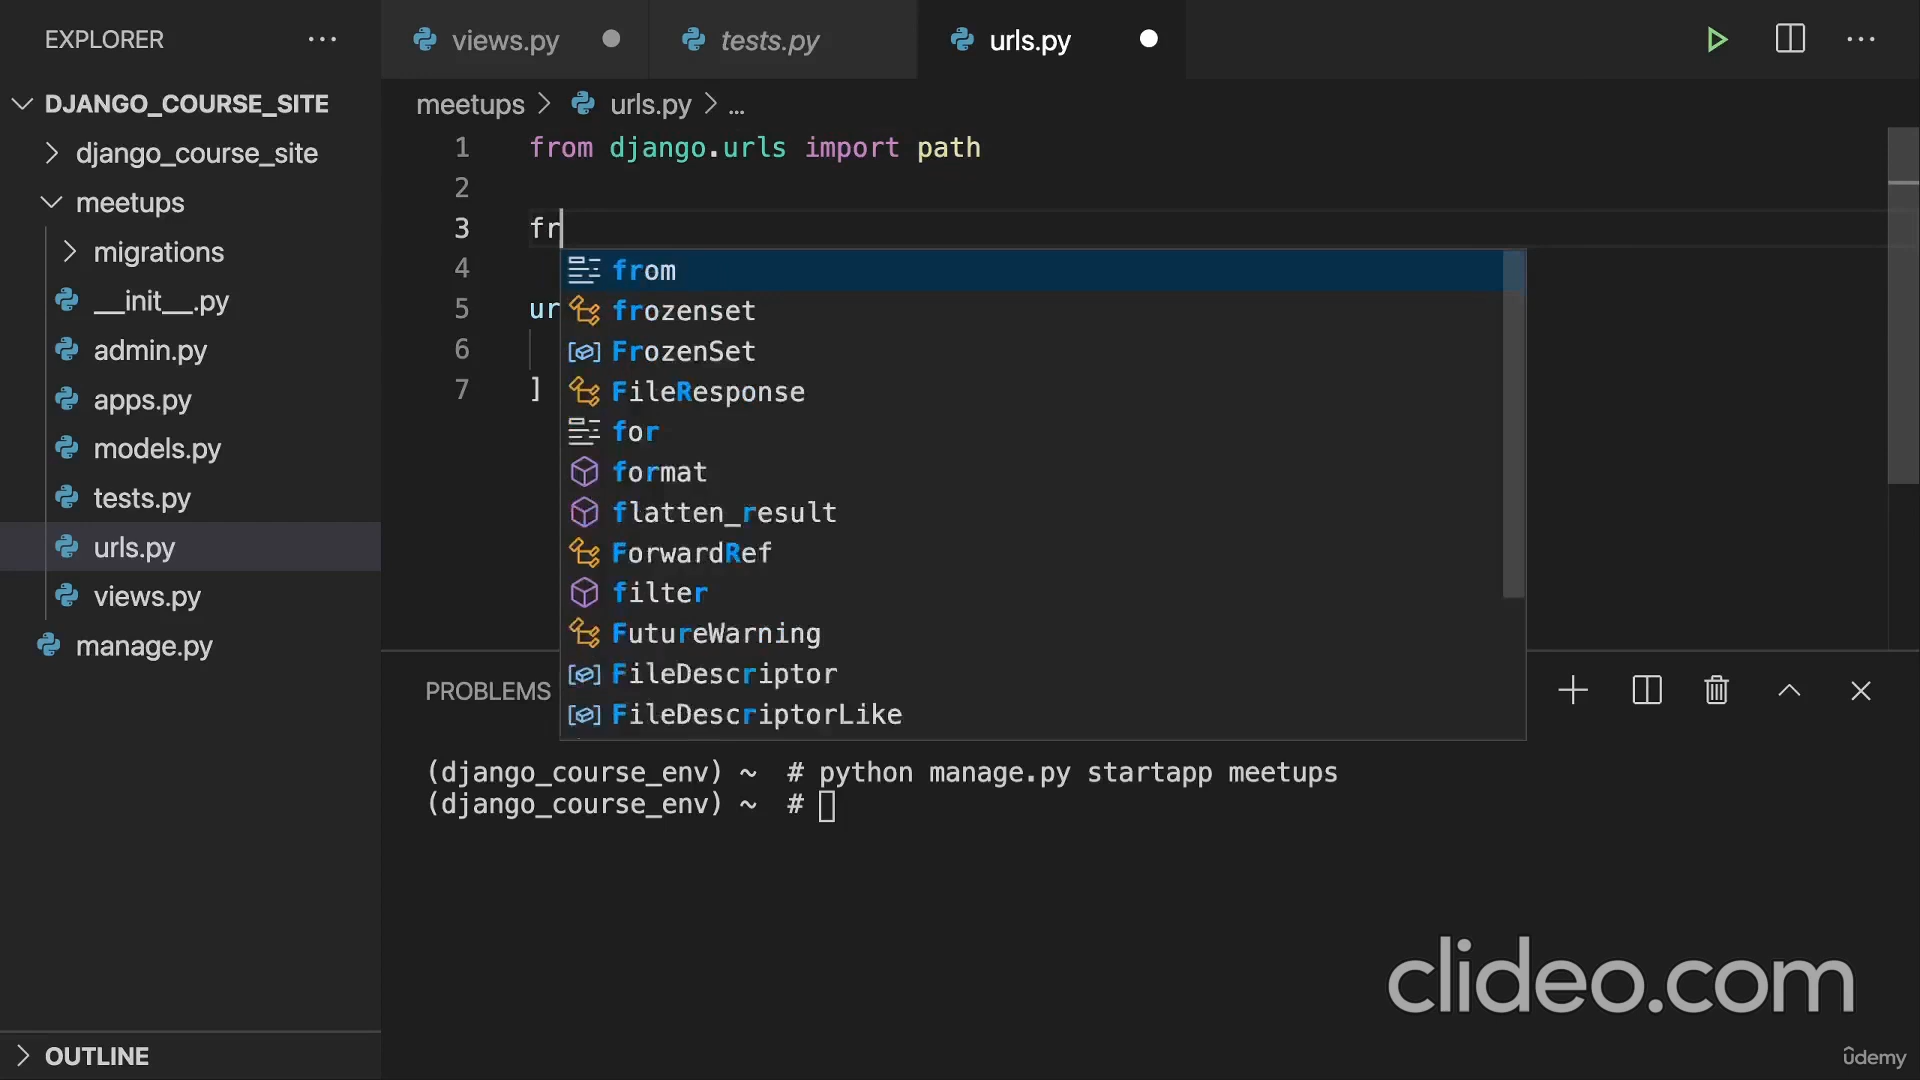 EXPLORER
DJANGO_COURSE_SITE
django_course_site
meetups
migrations
__init__.py
admin.py
apps.py
models.py
tests.py
urls.py
views.py
manage.py
OUTLINE
views.py
tests.py
urls.py
meetups > urls.py > ...
1 from django.urls import path
2
3 fr
4
5 ur
6
7 ]
from
frozenset
FrozenSet
FileResponse
for
format
flatten_result
ForwardRef
filter
FutureWarning
FileDescriptor
FileDescriptorLike
PROBLEMS
(django_course_env) ~ # python manage.py startapp meetups
(django_course_env) ~ #
clideo.com
ûdemy